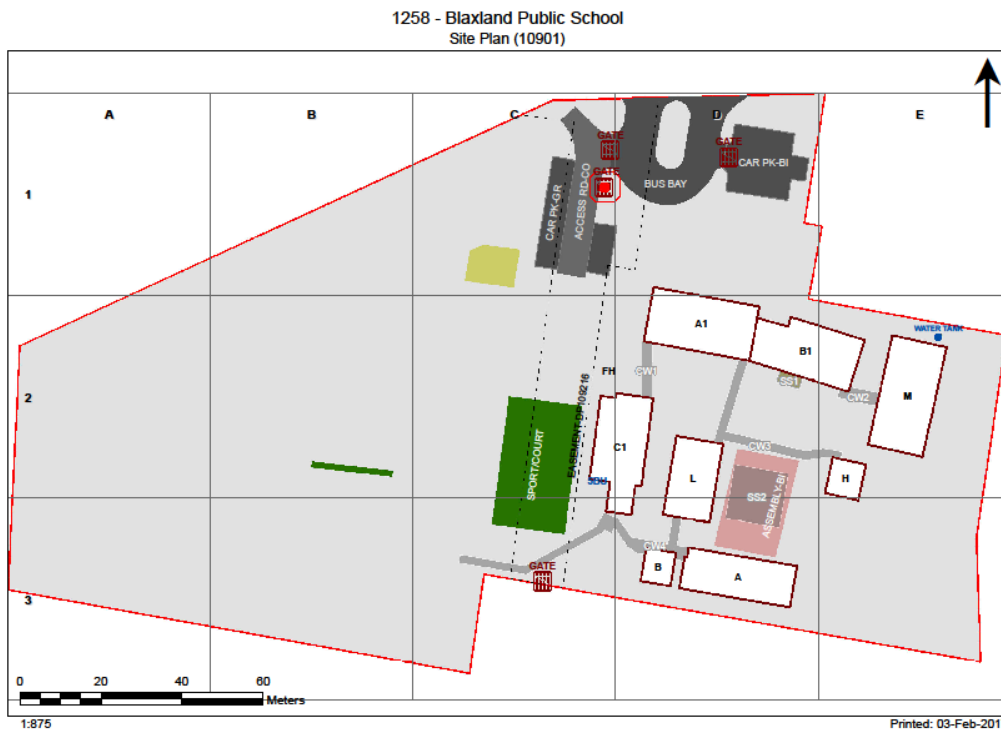 1258 - Blaxland Public School
Site Plan (10901)
A
B
C
D
E
GATE
GATE
CAR PK-BI
GATE
BUS BAY
1
CAR PK-GR
ACCESS RD-CO
A1
B1
WATER TANK
FH
CW1
SS1
CW2
M
2
EASEMENT-DP109216
SPORT/COURT
C1
CW3
L
H
SS2
ASSEMBLY-BI
CW4
GATE
B
A
3
0
20
40
60
Meters
1:875
Printed: 03-Feb-201